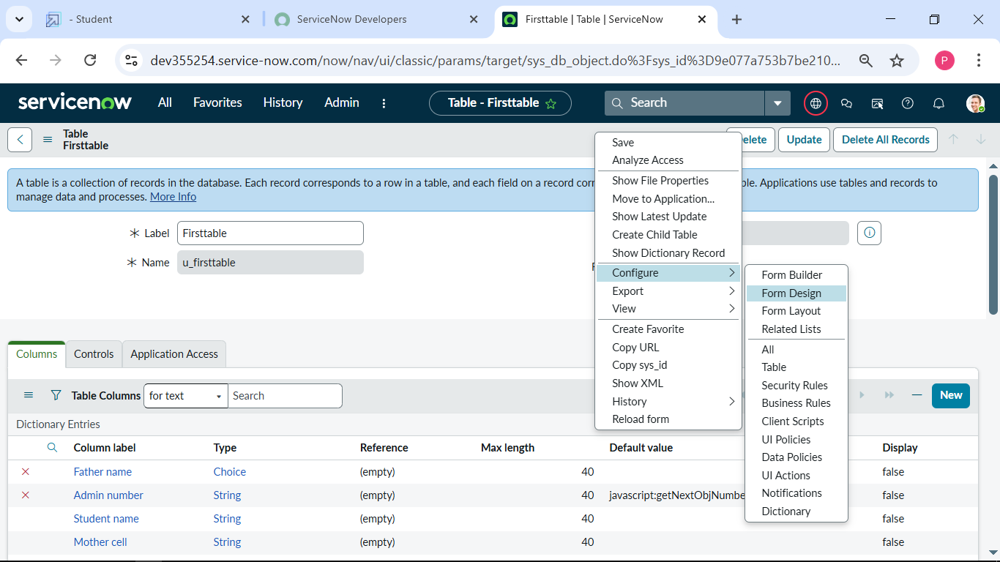 - Student
ServiceNow Developers
Firsttable | Table | ServiceNow
dev355254.service-now.com/now/nav/ui/classic/params/target/sys_db_object.do%3Fsys_id%3D9e077a753b7be210...
P
servicenow
All
Favorites
History
Admin
Table - Firsttable
Search
Table
Firsttable
Delete
Update
Delete All Records
A table is a collection of records in the database. Each record corresponds to a row in a table, and each field on a record corr
ble. Applications use tables and records to
manage data and processes. More Info
Label
Firsttable
Name
u_firsttable
Save
Analyze Access
Show File Properties
Move to Application...
Show Latest Update
Create Child Table
Show Dictionary Record
Configure
Export
View
Create Favorite
Copy URL
Copy sys_id
Show XML
History
Reload form
Form Builder
Form Design
Form Layout
Related Lists
All
Table
Security Rules
Business Rules
Client Scripts
UI Policies
Data Policies
UI Actions
Notifications
Dictionary
Columns
Controls
Application Access
Table Columns
for text
Search
New
Dictionary Entries
Column label Type Reference Max length Default value Display
Father name Choice (empty) 40 false
Admin number String (empty) 40 javascript:getNextObjNumbe false
Student name String (empty) 40 false
Mother cell String (empty) 40 false